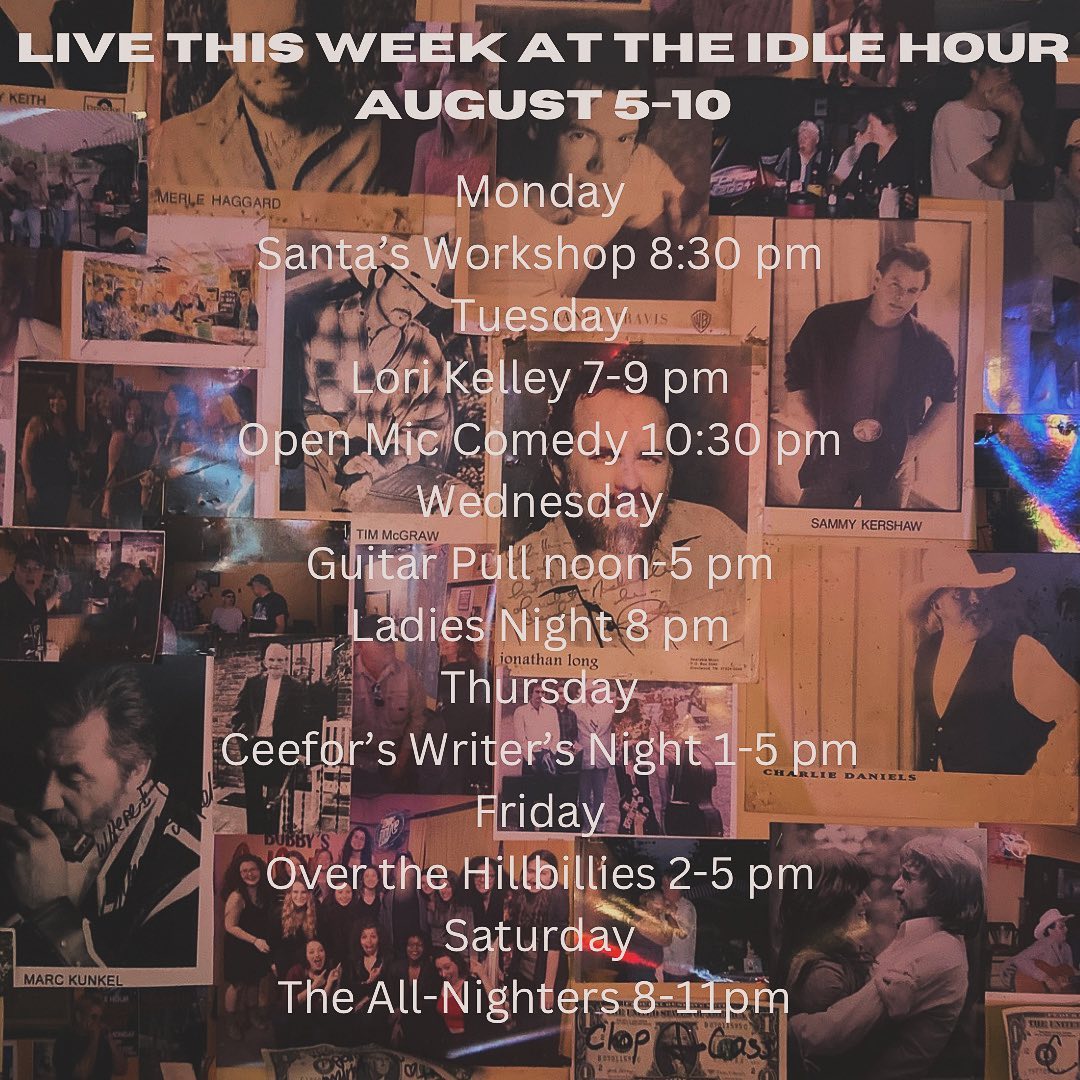 LIVE THIS WEEK AT THE IDLE HOUR
AUGUST 5-10
Monday
Santa's Workshop 8:30 pm
Tuesday
Lori Kelley 7-9 pm
Open Mic Comedy 10:30 pm
Wednesday
Guitar Pull noon-5 pm
Ladies Night 8 pm
Thursday
Ceefor's Writer's Night 1-5 pm
Friday
Over the Hillbillies 2-5 pm
Saturday
The All-Nighters 8-11pm
KEITH
MERLE HAGGARD
TRAVIS
TIM McGRAW
SAMMY KERSHAW
jonathan long
CHARLIE DANIELS
BOBBY'S
MARC KUNKEL